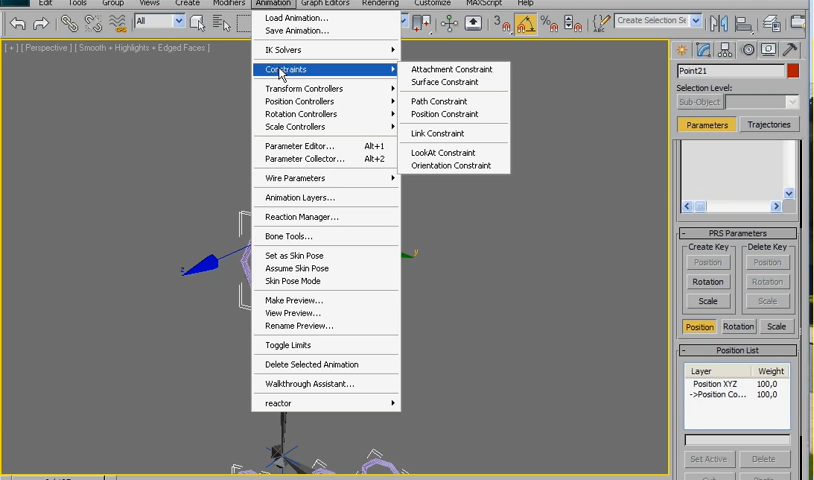 Edit Tools Group Views Create Modifiers Animation Graph Editors Customize MAXScript Help
All
3
Create Selection Se
[ + ] [ Perspective ] [ Smooth + Highlights + Edged Faces ]
Load Animation...
Save Animation...
IK Solvers
Constraints
Transform Controllers
Position Controllers
Rotation Controllers
Scale Controllers
Parameter Editor... Alt+1
Parameter Collector... Alt+2
Wire Parameters
Animation Layers...
Reaction Manager...
Bone Tools...
Set as Skin Pose
Assume Skin Pose
Skin Pose Mode
Make Preview...
View Preview...
Rename Preview...
Toggle Limits
Delete Selected Animation
Walkthrough Assistant...
reactor
Attachment Constraint
Surface Constraint
Path Constraint
Position Constraint
Link Constraint
LookAt Constraint
Orientation Constraint
z
y
Point21
Selection Level:
Sub-Object
Parameters Trajectories
- PRS Parameters
Create Key Delete Key
Position Position
Rotation Rotation
Scale Scale
Position Rotation Scale
- Position List
Layer Weight
Position XYZ 100,0
->Position Co... 100,0
Set Active Delete
Cut Paste